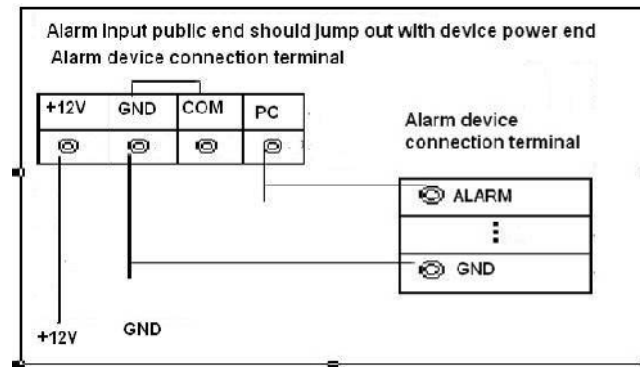 Alarm input public end should jump out with device power end
Alarm device connection terminal
+12V GND COM PC
Alarm device
connection terminal
ALARM
GND
+12V GND